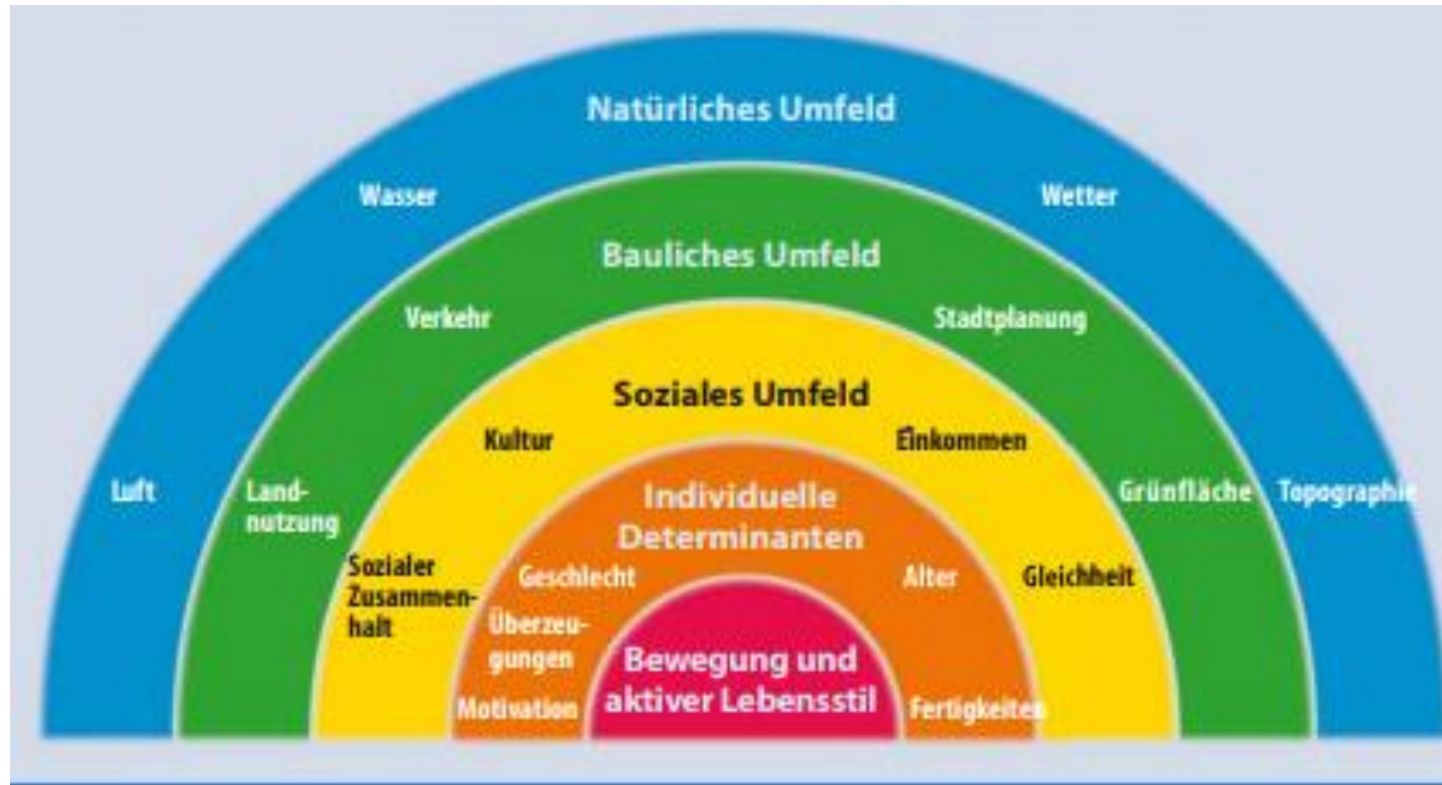 Natürliches Umfeld
Wasser
Wetter
Luft
Topographie
Bauliches Umfeld
Verkehr
Stadtplanung
Land-
nutzung
Grünfläche
Soziales Umfeld
Kultur
Einkommen
Sozialer
Zusammen-
halt
Gleichheit
Individuelle
Determinanten
Geschlecht
Alter
Überzeu-
gungen
Motivation
Fertigkeiten
Bewegung und
aktiver Lebensstil